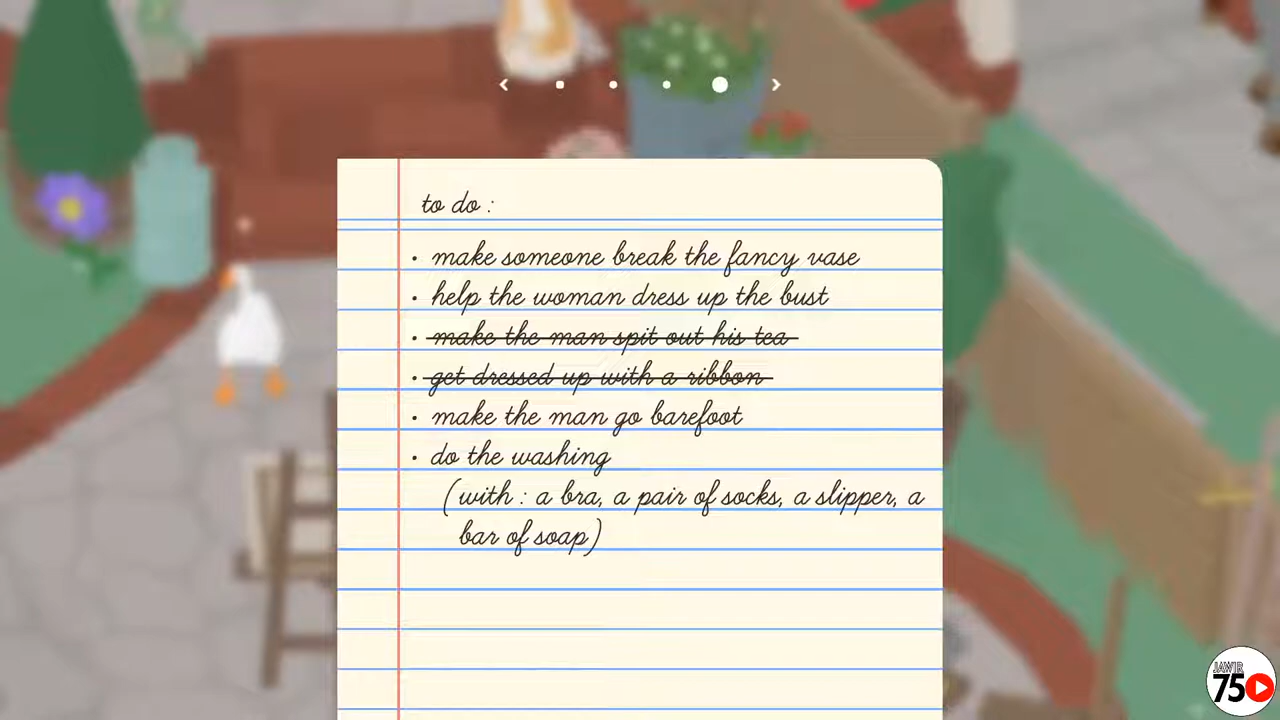 to do :
• make someone break the fancy vase
• help the woman dress up the bust
• make the man spit out his tea
• get dressed up with a ribbon
• make the man go barefoot
• do the washing
(with : a bra, a pair of socks, a slipper, a
bar of soap)
JAWIR
75